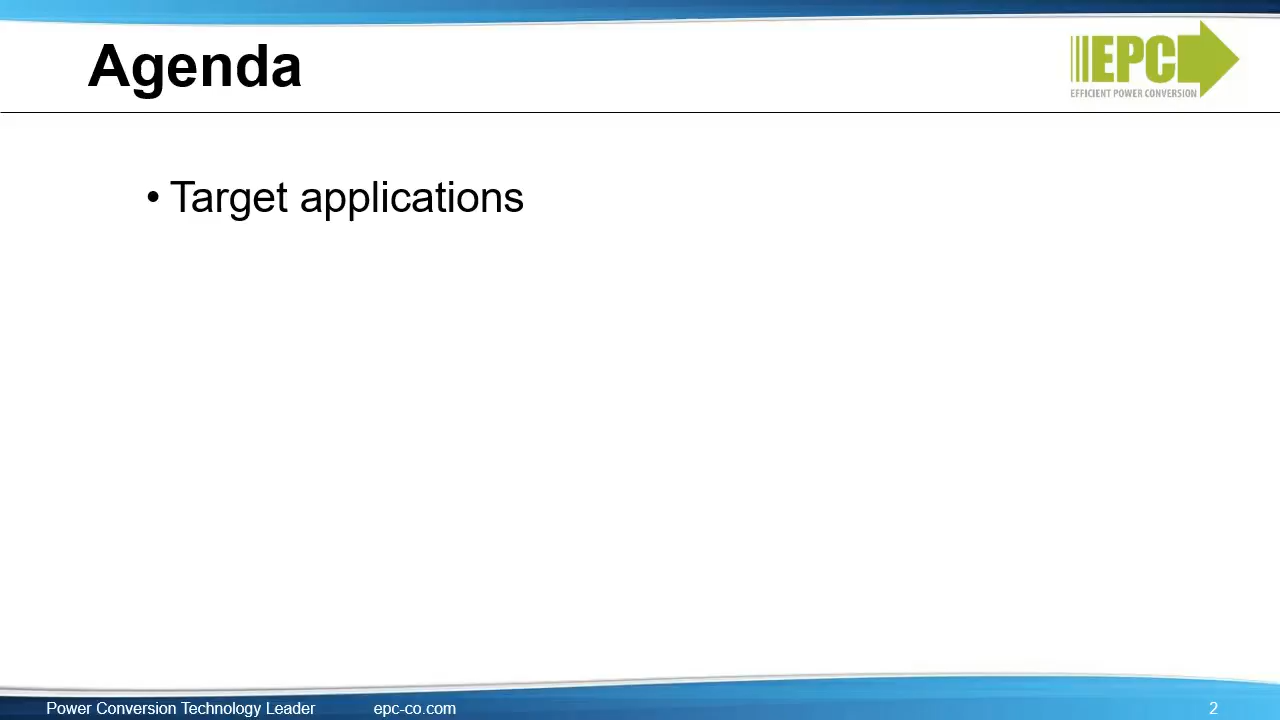 Agenda
EPC
EFFICIENT POWER CONVERSION
• Target applications
Power Conversion Technology Leader epc-co.com 2